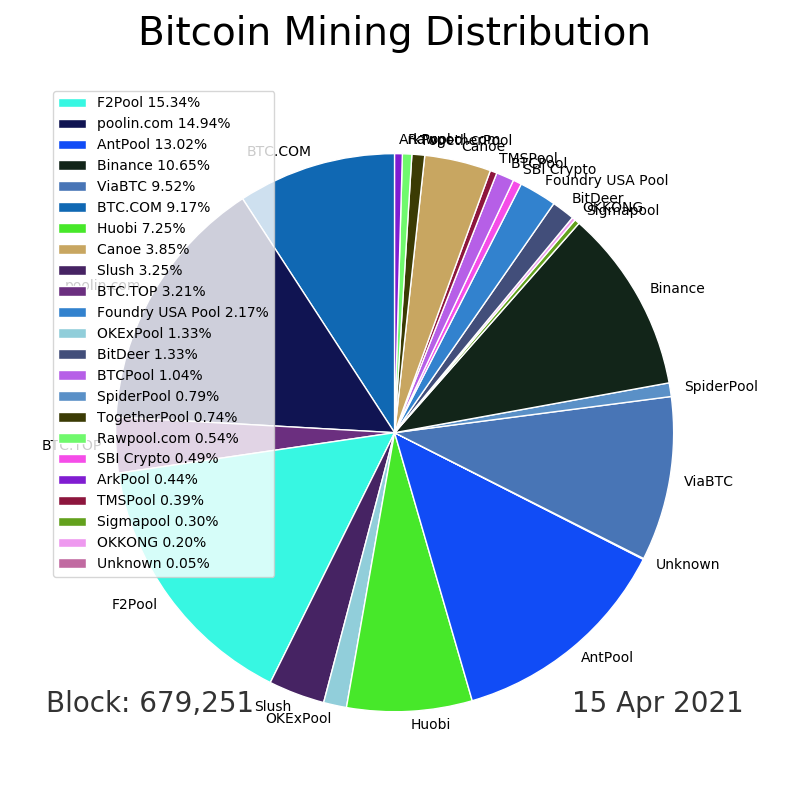 Bitcoin Mining Distribution
F2Pool 15.34%
poolin.com 14.94%
AntPool 13.02%
Binance 10.65%
ViaBTC 9.52%
BTC.COM 9.17%
Huobi 7.25%
Canoe 3.85%
Slush 3.25%
BTC.TOP 3.21%
Foundry USA Pool 2.17%
OKExPool 1.33%
BitDeer 1.33%
BTCPool 1.04%
SpiderPool 0.79%
TogetherPool 0.74%
Rawpool.com 0.54%
SBI Crypto 0.49%
ArkPool 0.44%
TMSPool 0.39%
Sigmapool 0.30%
OKKONG 0.20%
Unknown 0.05%
ArkPool
Rawpool.com
TogetherPool
Canoe
TMSPool
BTCPool
SBI Crypto
Foundry USA Pool
BitDeer
OKKONG
Sigmapool
Binance
SpiderPool
ViaBTC
Unknown
AntPool
Huobi
OKExPool
Slush
F2Pool
BTC.TOP
poolin.com
BTC.COM
Block: 679,251
15 Apr 2021